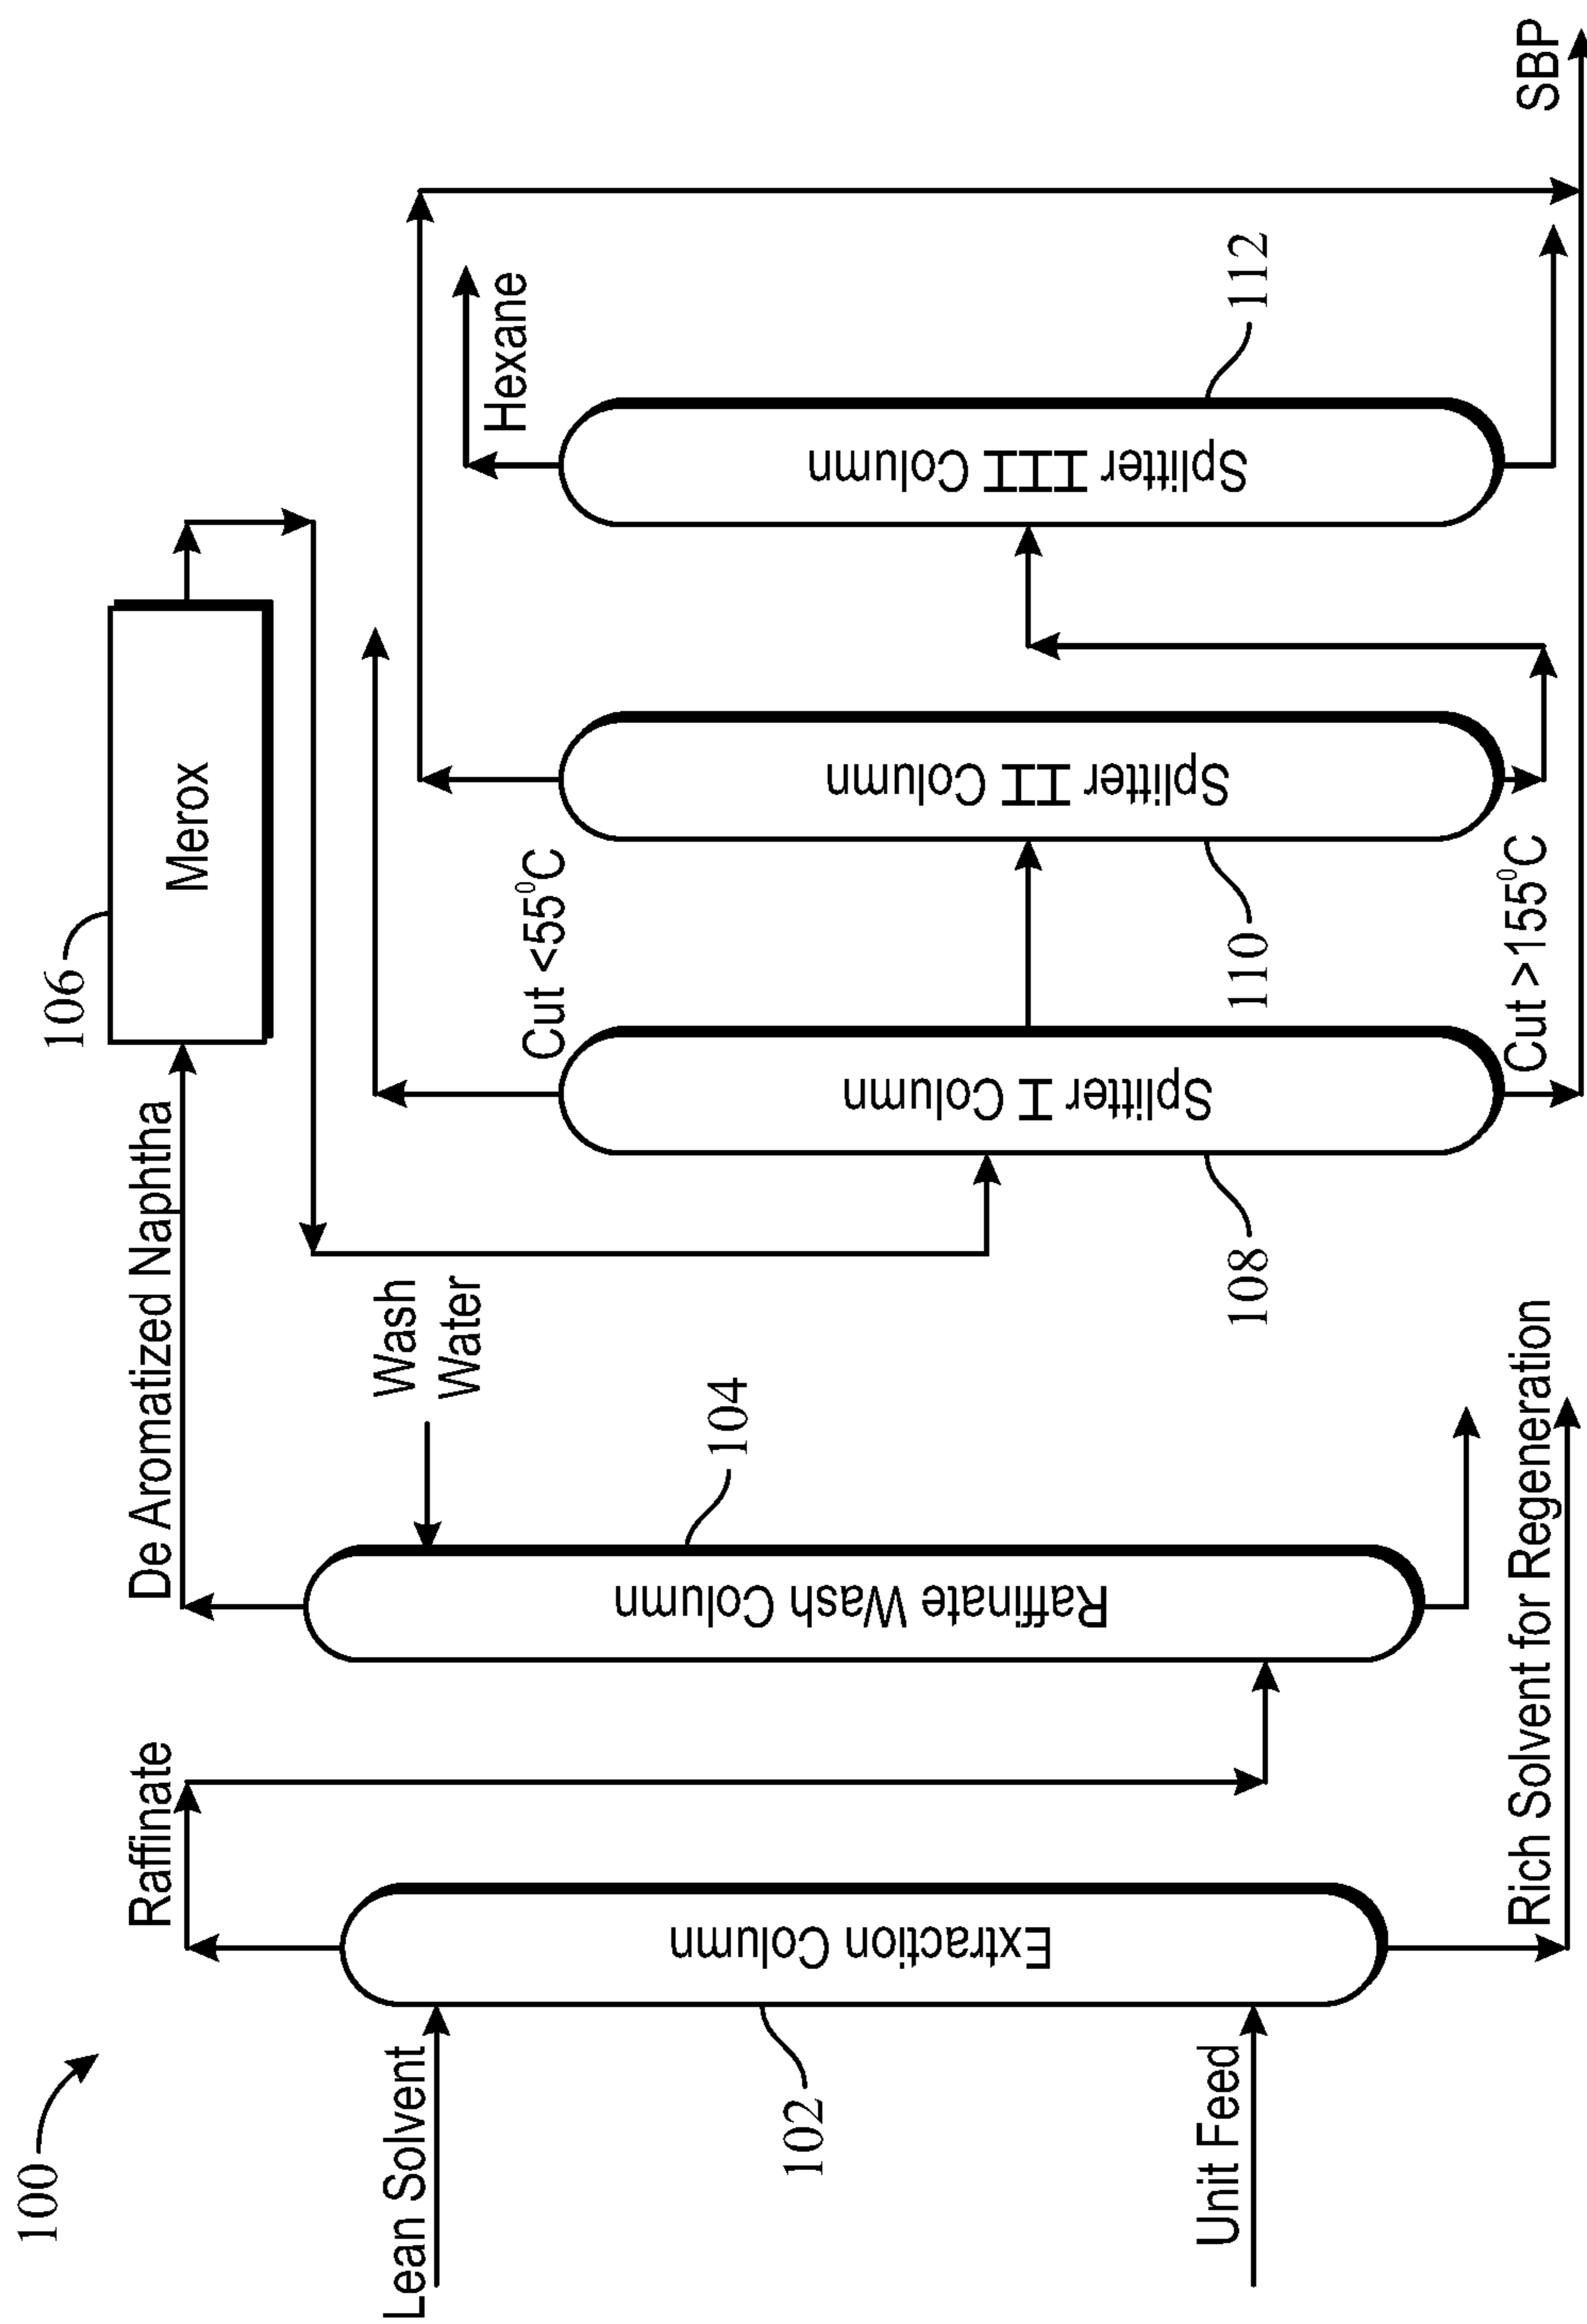 100
Lean Solvent
Unit Feed
102
Extraction Column
Raffinate
Rich Solvent for Regeneration
Raffinate Wash Column
104
Wash
Water
De Aromatized Naphtha
106
Merox
Splitter I Column
108
Cut <55⁰C
Cut >155⁰C
Splitter II Column
110
Splitter III Column
112
Hexane
SBP